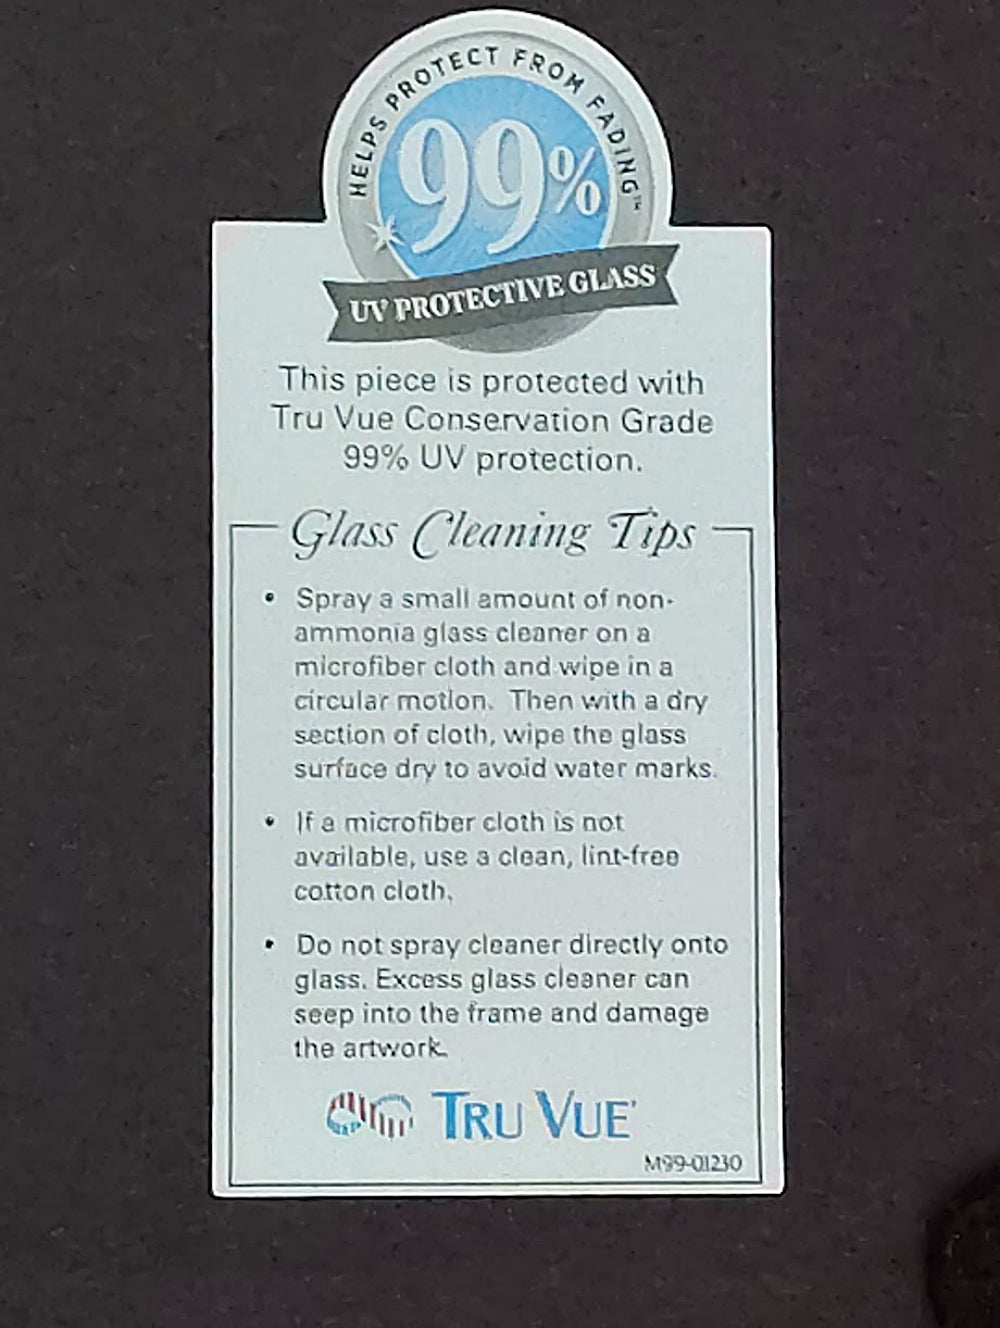 HELPS PROTECT FROM FADING™
99%
UV PROTECTIVE GLASS
This piece is protected with
Tru Vue Conservation Grade
99% UV protection.
Glass Cleaning Tips
• Spray a small amount of non-
ammonia glass cleaner on a
microfiber cloth and wipe in a
circular motion. Then with a dry
section of cloth, wipe the glass
surface dry to avoid water marks.
• If a microfiber cloth is not
available, use a clean, lint-free
cotton cloth.
• Do not spray cleaner directly onto
glass. Excess glass cleaner can
seep into the frame and damage
the artwork.
TRU VUE®
M99-01230